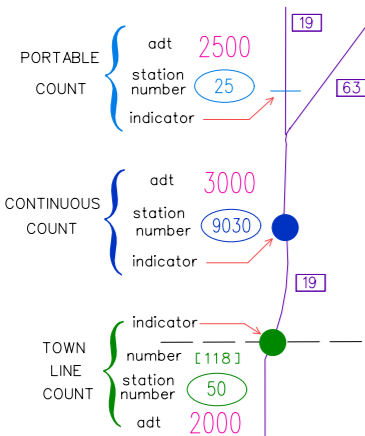 19
adt 2500
PORTABLE
COUNT
station
number 25
63
indicator
adt 3000
CONTINUOUS
COUNT
station
number 9030
indicator
19
indicator
TOWN
LINE
COUNT
number [118]
station
number 50
adt 2000